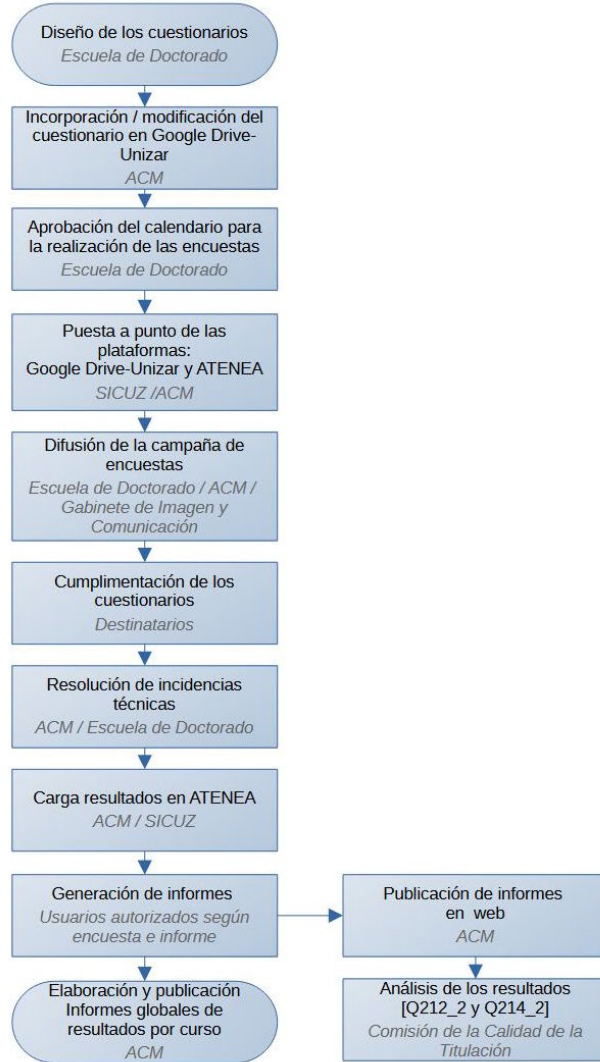 Diseño de los cuestionarios
Escuela de Doctorado
Incorporación / modificación del
cuestionario en Google Drive-
Unizar
ACM
Aprobación del calendario para
la realización de las encuestas
Escuela de Doctorado
Puesta a punto de las
plataformas:
Google Drive-Unizar y ATENEA
SICUZ /ACM
Difusión de la campaña de
encuestas
Escuela de Doctorado / ACM /
Gabinete de Imagen y
Comunicación
Cumplimentación de los
cuestionarios
Destinatarios
Resolución de incidencias
técnicas
ACM / Escuela de Doctorado
Carga resultados en ATENEA
ACM / SICUZ
Generación de informes
Usuarios autorizados según
encuesta e informe
Publicación de informes
en web
ACM
Elaboración y publicación
Informes globales de
resultados por curso
ACM
Análisis de los resultados
[Q212_2 y Q214_2]
Comisión de la Calidad de la
Titulación